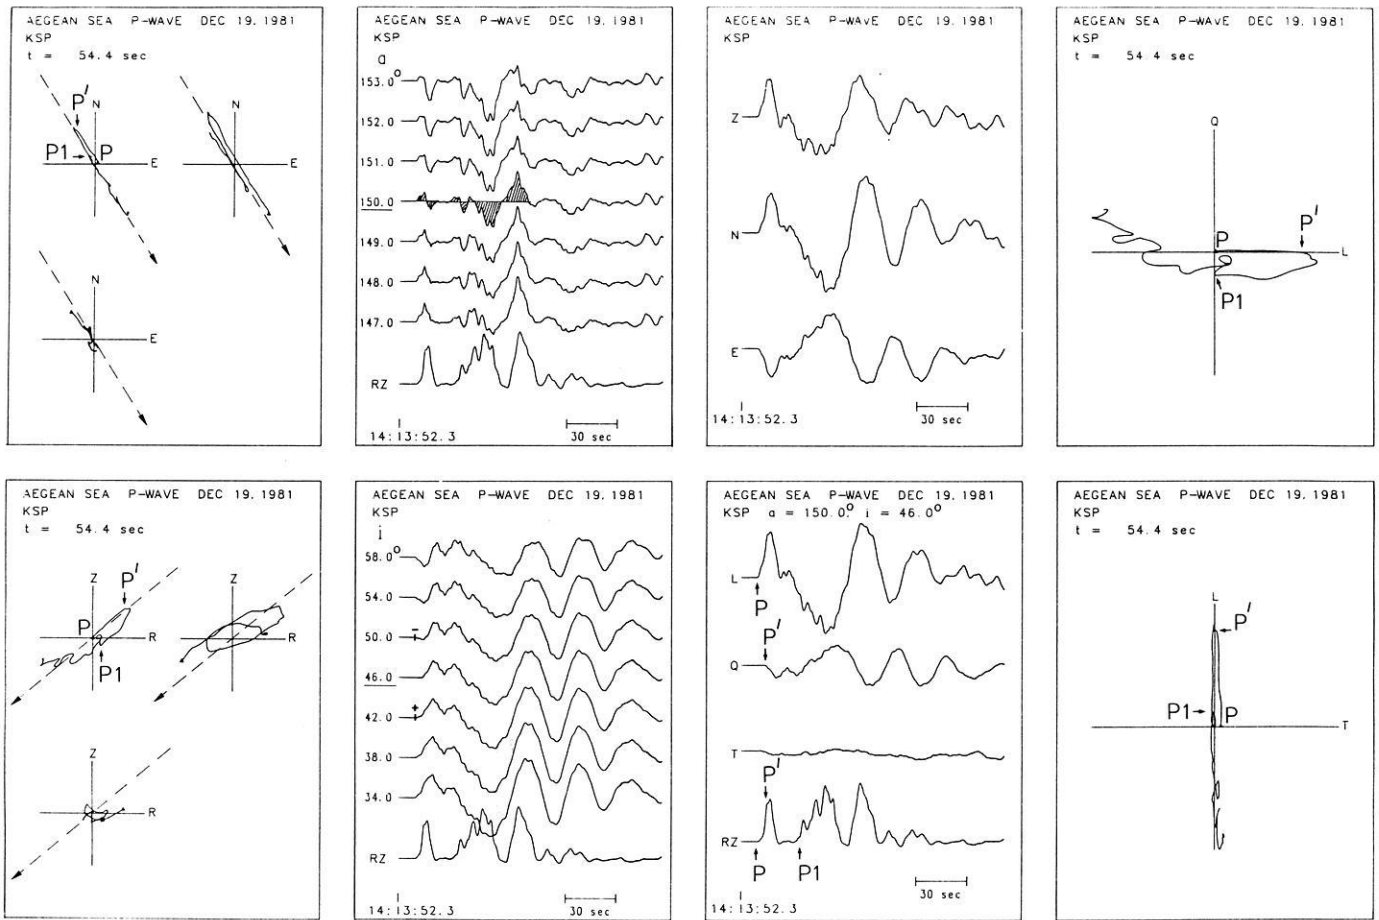 AEGEAN SEA P-WAVE DEC 19, 1981
KSP
t = 54.4 sec
N
P'
P1
P
E
N
E
N
E
AEGEAN SEA P-WAVE DEC 19, 1981
KSP
a
153.0°
152.0
151.0
150.0
149.0
148.0
147.0
RZ
14:13:52.3
30 sec
AEGEAN SEA P-WAVE DEC 19, 1981
KSP
Z
N
E
14:13:52.3
30 sec
AEGEAN SEA P-WAVE DEC 19, 1981
KSP
t = 54.4 sec
Q
P
P'
L
P1
AEGEAN SEA P-WAVE DEC 19, 1981
KSP
t = 54.4 sec
Z
P'
P
R
P1
Z
R
Z
R
AEGEAN SEA P-WAVE DEC 19, 1981
KSP
i
58.0°
54.0
50.0
46.0
42.0
38.0
34.0
RZ
14:13:52.3
30 sec
AEGEAN SEA P-WAVE DEC 19, 1981
KSP a = 150.0° i = 46.0°
L
P
P'
Q
T
P'
RZ
P
P1
30 sec
14:13:52.3
AEGEAN SEA P-WAVE DEC 19, 1981
KSP
t = 54.4 sec
L
P'
P1
P
T